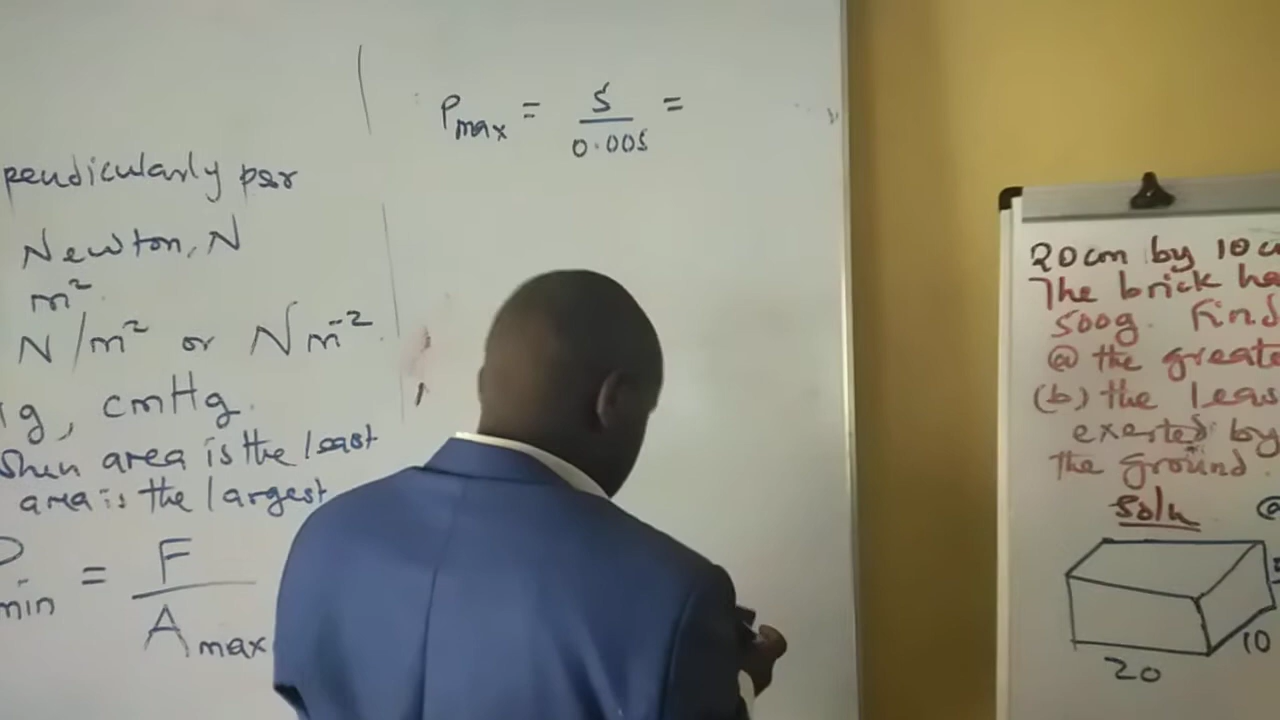 pendicularly per
Newton, N
m²
N/m² or Nm⁻²
g, cmHg.
when area is the least
area is the largest
min = F / A max
Pmax = 5 / 0.005 =
20cm by 10c
The brick ha
500g. Find
@ the greate
(b) the leas
exerted by
the ground.
Soln
20
10